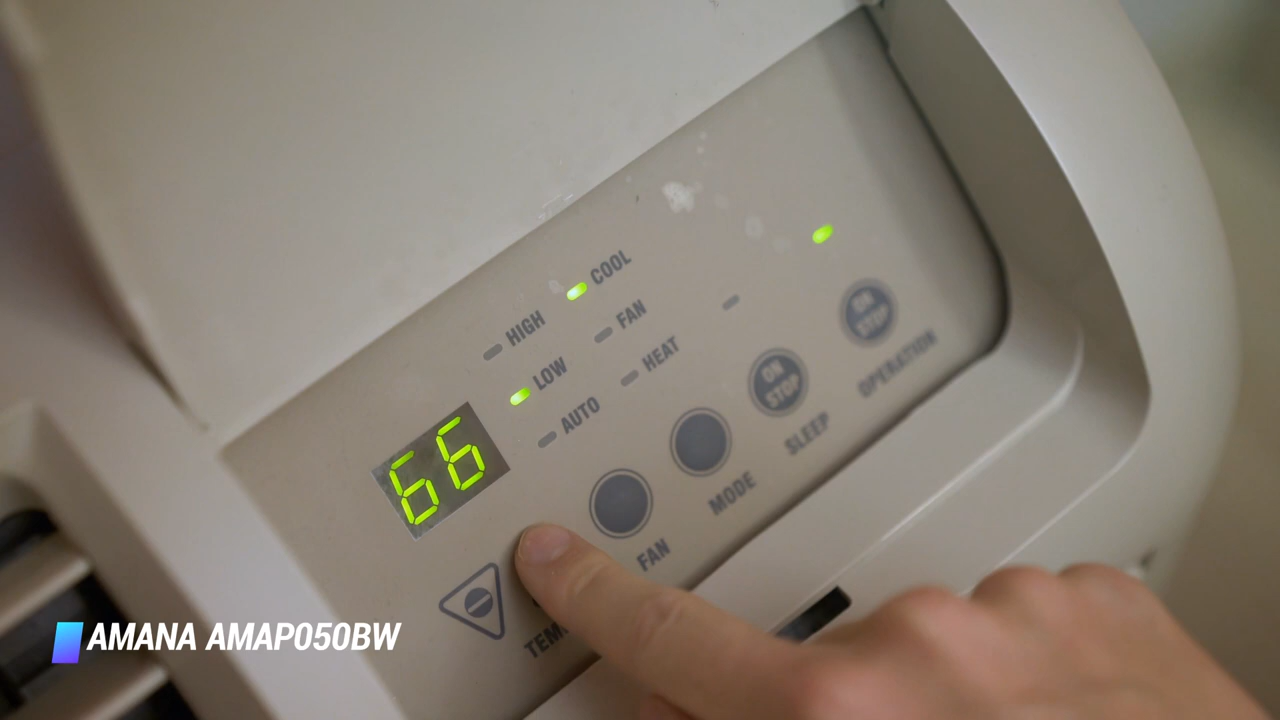 COOL
HIGH
FAN
LOW
HEAT
AUTO
66
ON
STOP
OPERATION
ON
STOP
SLEEP
MODE
FAN
AMANA AMAP050BW